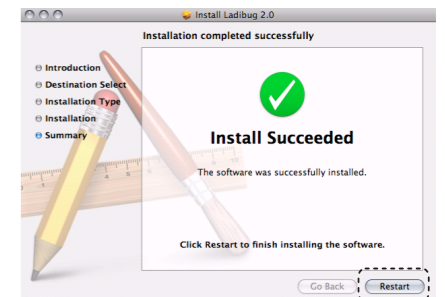 Install Ladibug 2.0
Installation completed successfully
Introduction
Destination Select
Installation Type
Installation
Summary
Install Succeeded
The software was successfully installed.
Click Restart to finish installing the software.
Go Back
Restart